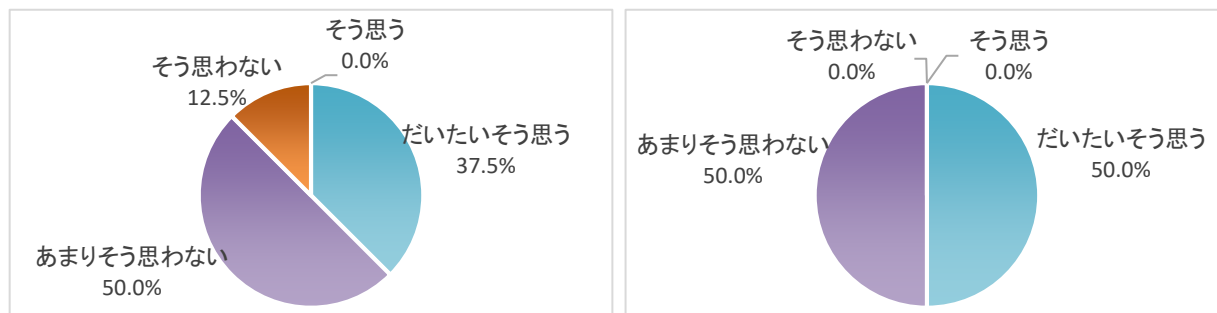 そう思う
0.0%
そう思わない
12.5%
だいたいそう思う
37.5%
あまりそう思わない
50.0%
そう思わない
0.0%
そう思う
0.0%
あまりそう思わない
50.0%
だいたいそう思う
50.0%